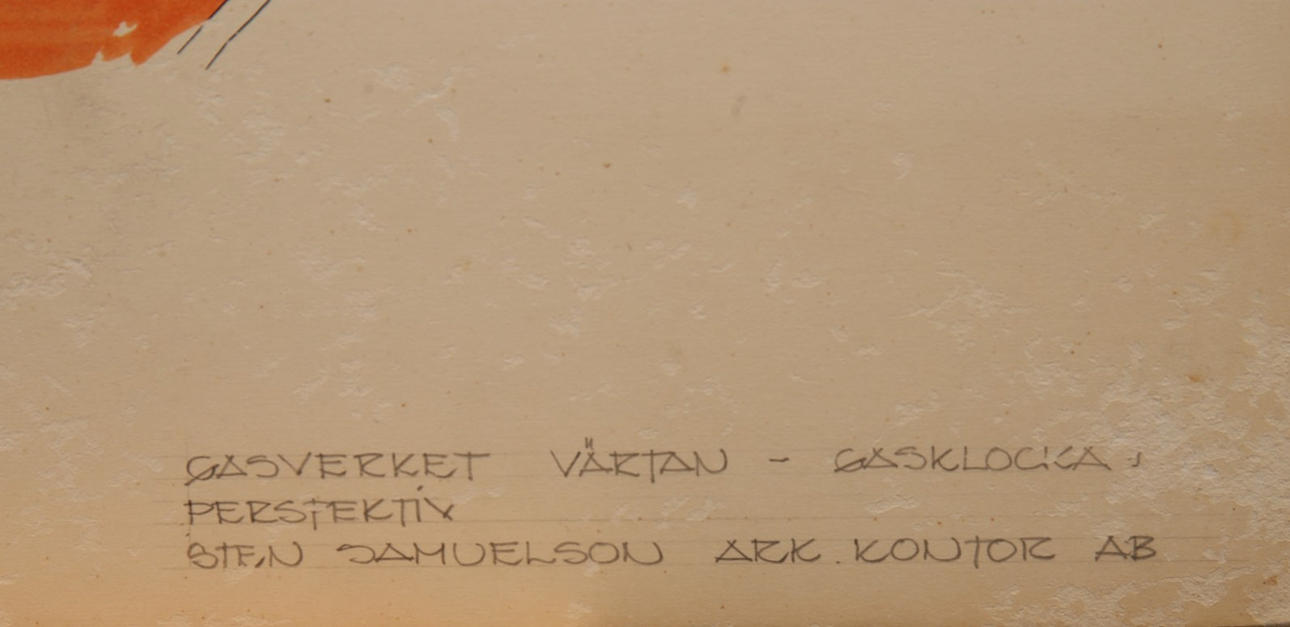 GASVERKET VÄRTAN - GASKLOCKA,
PERSPEKTIV
STEN SAMUELSON ARK. KONTOR AB